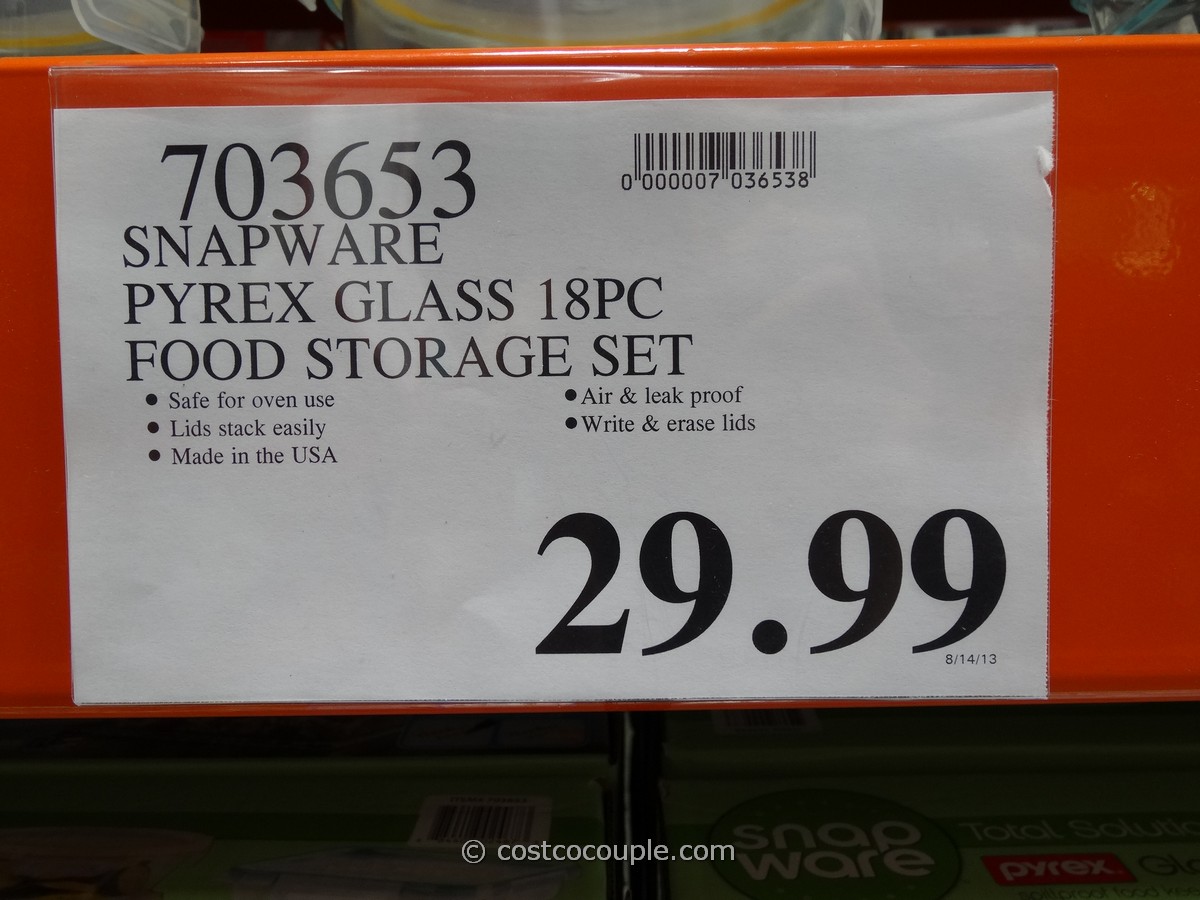 703653
0 000007 036538
SNAPWARE
PYREX GLASS 18PC
FOOD STORAGE SET
• Safe for oven use
• Lids stack easily
• Made in the USA
• Air & leak proof
• Write & erase lids
29.99
8/14/13
snap
ware
Total
pyrex
© costcocouple.com